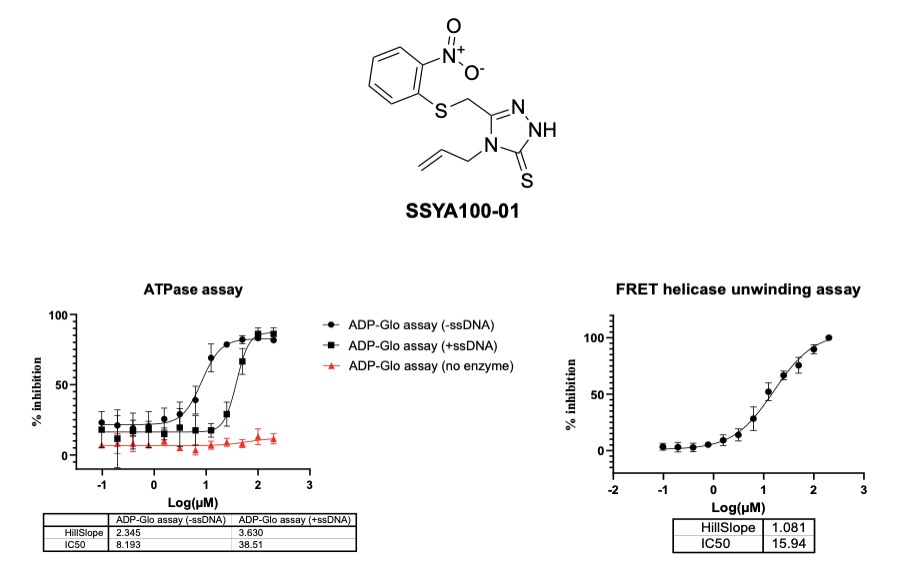 O
N+
O-
S
N
NH
N
S
SSYA100-01
ATPase assay
100
50
0
% inhibition
-1 0 1 2 3
Log(μM)
ADP-Glo assay (-ssDNA)
ADP-Glo assay (+ssDNA)
ADP-Glo assay (no enzyme)
ADP-Glo assay (-ssDNA) ADP-Glo assay (+ssDNA)
HillSlope 2.345 3.630
IC50 8.193 38.51
FRET helicase unwinding assay
100
50
0
% inhibition
-2 -1 0 1 2 3
Log(μM)
HillSlope 1.081
IC50 15.94